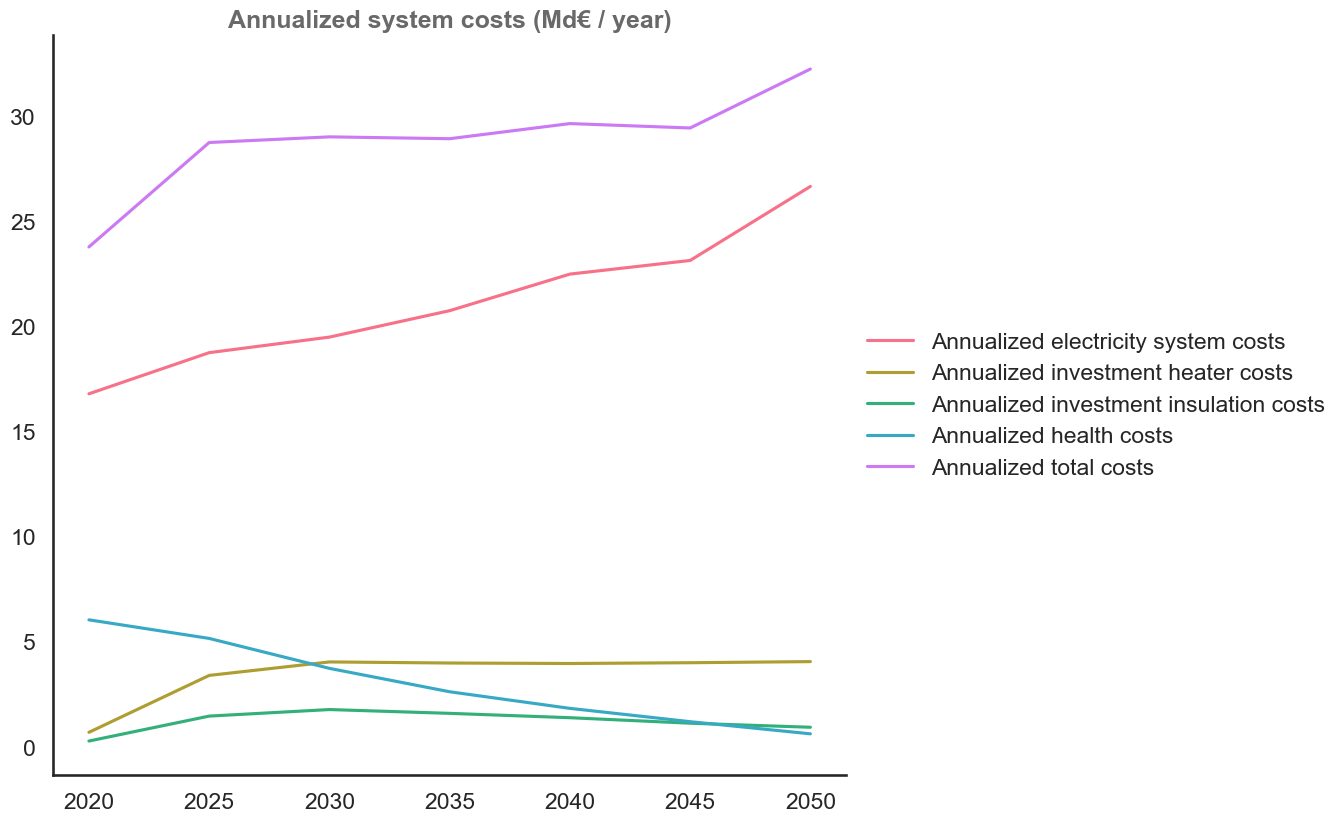 Annualized system costs (Md€ / year)
30
25
20
15
10
5
0
2020 2025 2030 2035 2040 2045 2050
Annualized electricity system costs
Annualized investment heater costs
Annualized investment insulation costs
Annualized health costs
Annualized total costs